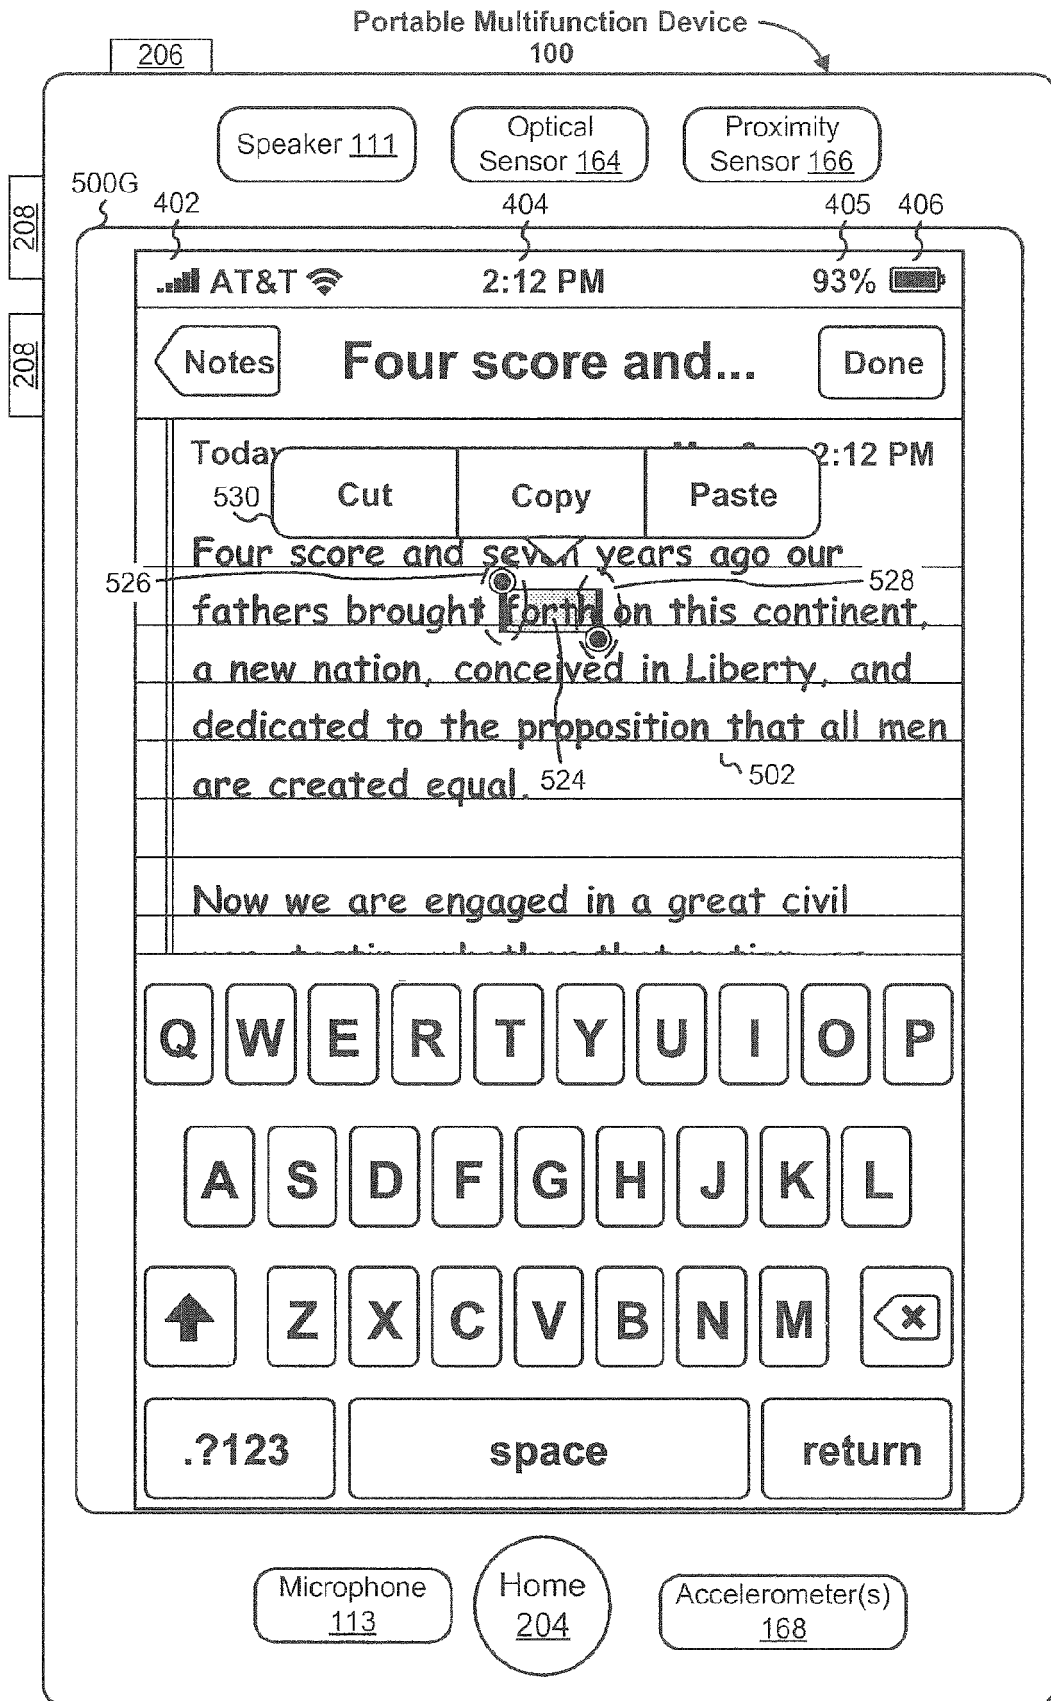 Portable Multifunction Device
100
206
Speaker 111
Optical
Sensor 164
Proximity
Sensor 166
208
208
500G
402
404
405
406
AT&T
2:12 PM
93%
Notes
Four score and...
Done
Today
2:12 PM
530
Cut
Copy
Paste
Four score and seven years ago our
526
528
fathers brought forth on this continent,
a new nation, conceived in Liberty, and
dedicated to the proposition that all men
524
502
are created equal.
Now we are engaged in a great civil
Q W E R T Y U I O P
A S D F G H J K L
Z X C V B N M
.?123
space
return
Microphone
113
Home
204
Accelerometer(s)
168